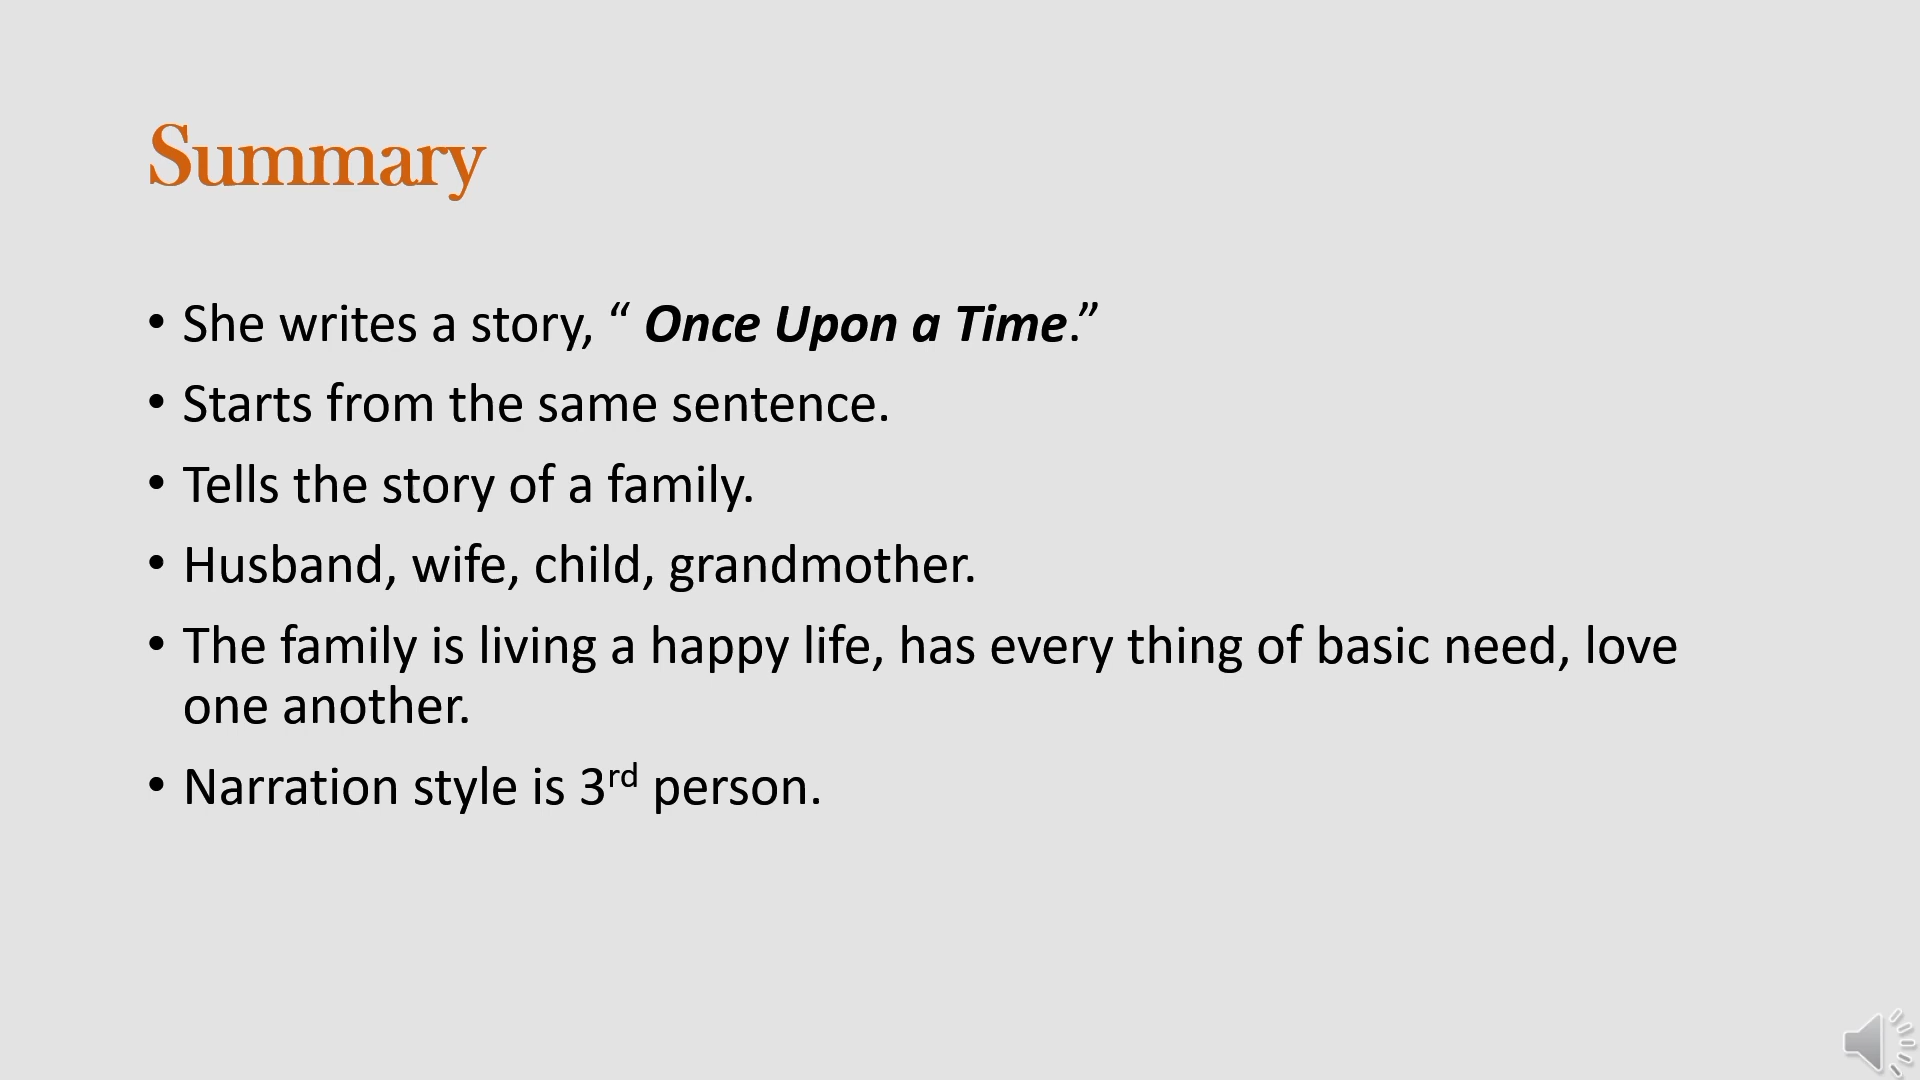 Summary
• She writes a story, “ Once Upon a Time.”
• Starts from the same sentence.
• Tells the story of a family.
• Husband, wife, child, grandmother.
• The family is living a happy life, has every thing of basic need, love
one another.
• Narration style is 3rd person.